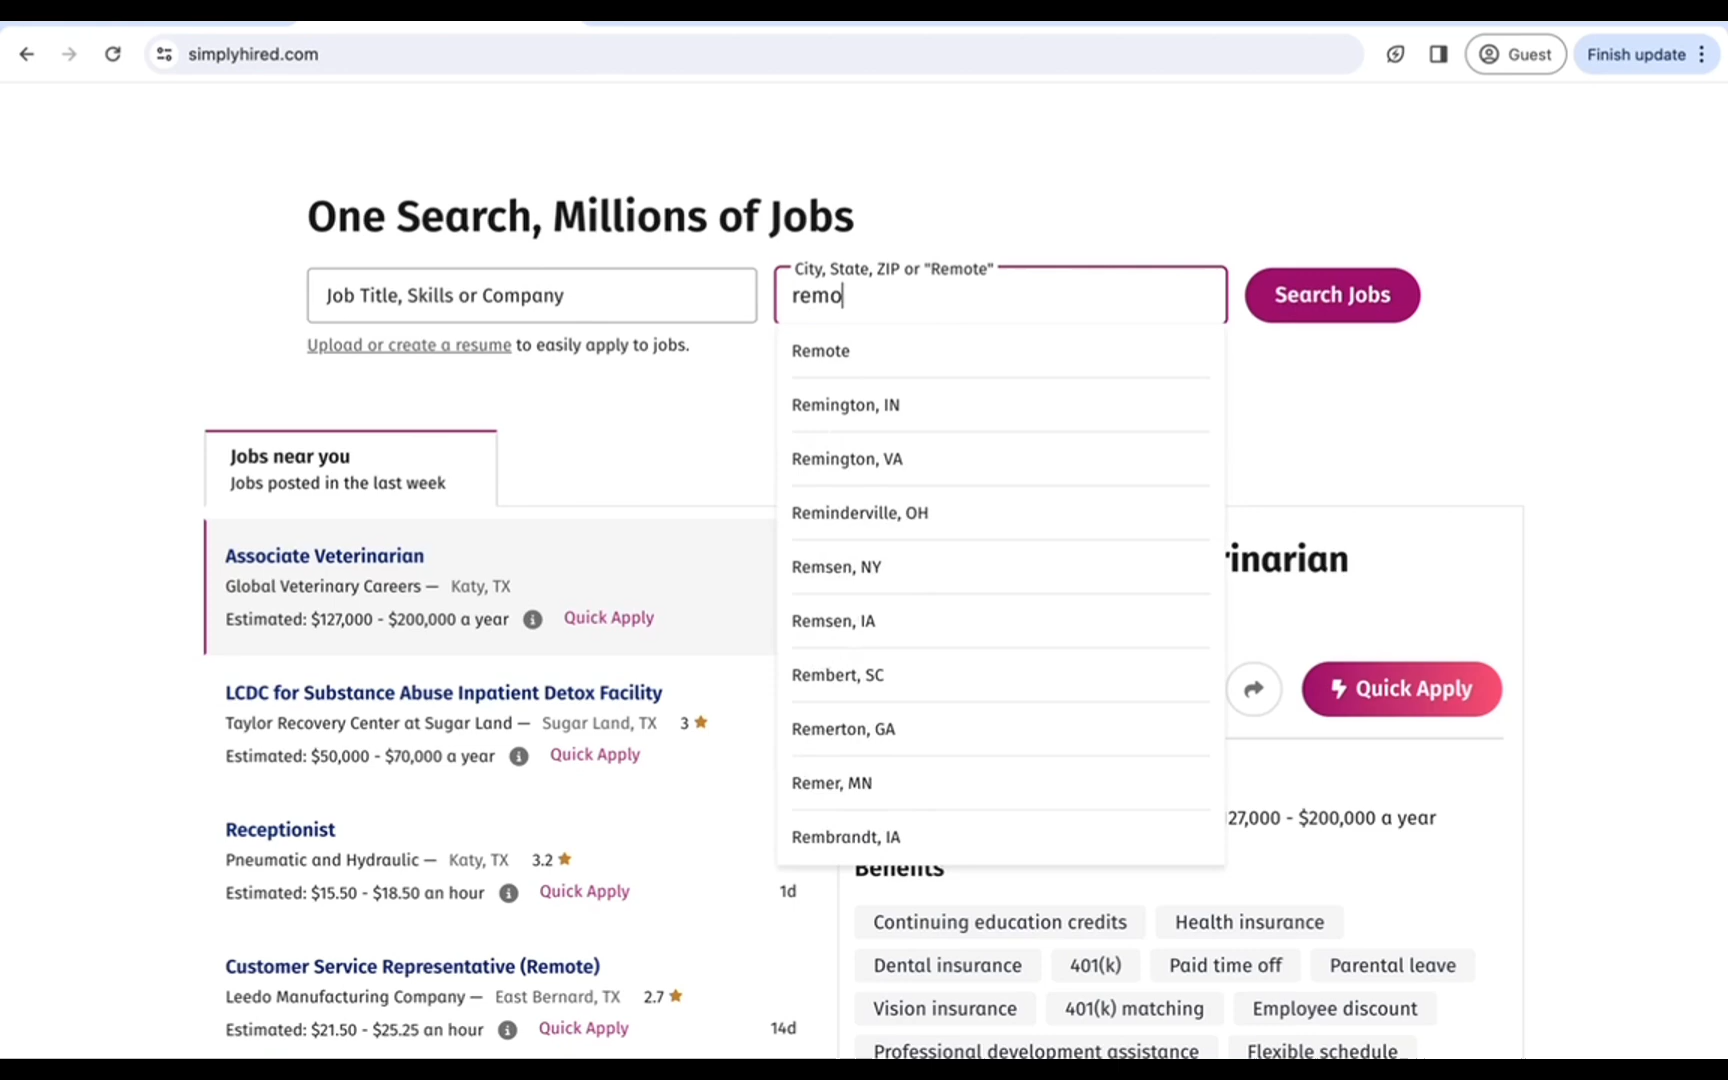 simplyhired.com
Guest
Finish update
One Search, Millions of Jobs
Job Title, Skills or Company
City, State, ZIP or "Remote"
remo
Search Jobs
Upload or create a resume to easily apply to jobs.
Remote
Remington, IN
Remington, VA
Reminderville, OH
Remsen, NY
Remsen, IA
Rembert, SC
Remerton, GA
Remer, MN
Rembrandt, IA
Jobs near you
Jobs posted in the last week
Associate Veterinarian
Global Veterinary Careers — Katy, TX
Estimated: $127,000 - $200,000 a year Quick Apply
LCDC for Substance Abuse Inpatient Detox Facility
Taylor Recovery Center at Sugar Land — Sugar Land, TX 3
Estimated: $50,000 - $70,000 a year Quick Apply
Receptionist
Pneumatic and Hydraulic — Katy, TX 3.2
Estimated: $15.50 - $18.50 an hour Quick Apply
1d
Customer Service Representative (Remote)
Leedo Manufacturing Company — East Bernard, TX 2.7
Estimated: $21.50 - $25.25 an hour Quick Apply
14d
rinarian
Quick Apply
27,000 - $200,000 a year
Benefits
Continuing education credits Health insurance
Dental insurance 401(k) Paid time off Parental leave
Vision insurance 401(k) matching Employee discount
Professional development assistance Flexible schedule